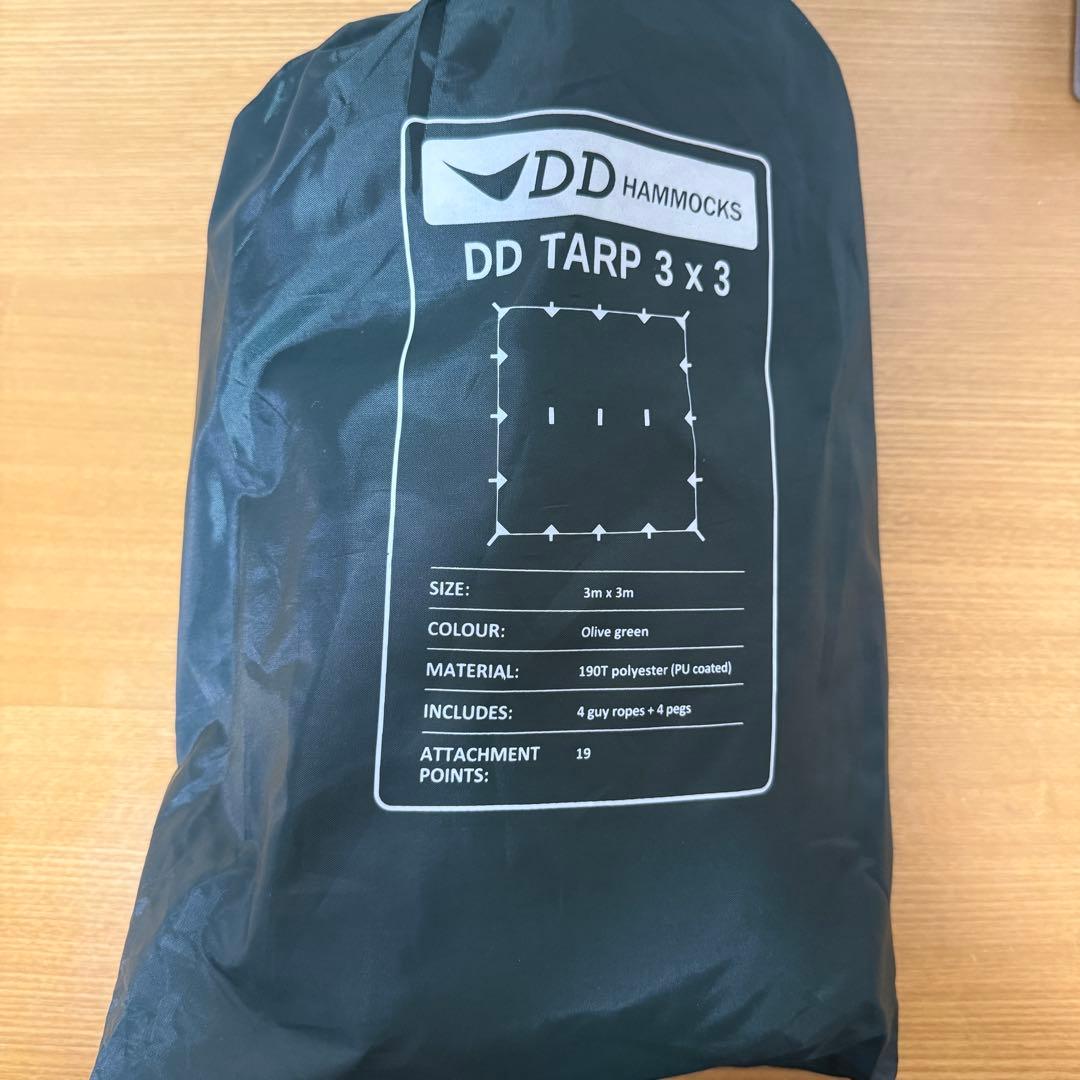 DD HAMMOCKS
DD TARP 3 x 3
SIZE: 3m x 3m
COLOUR: Olive green
MATERIAL: 190T polyester (PU coated)
INCLUDES: 4 guy ropes + 4 pegs
ATTACHMENT 19
POINTS: